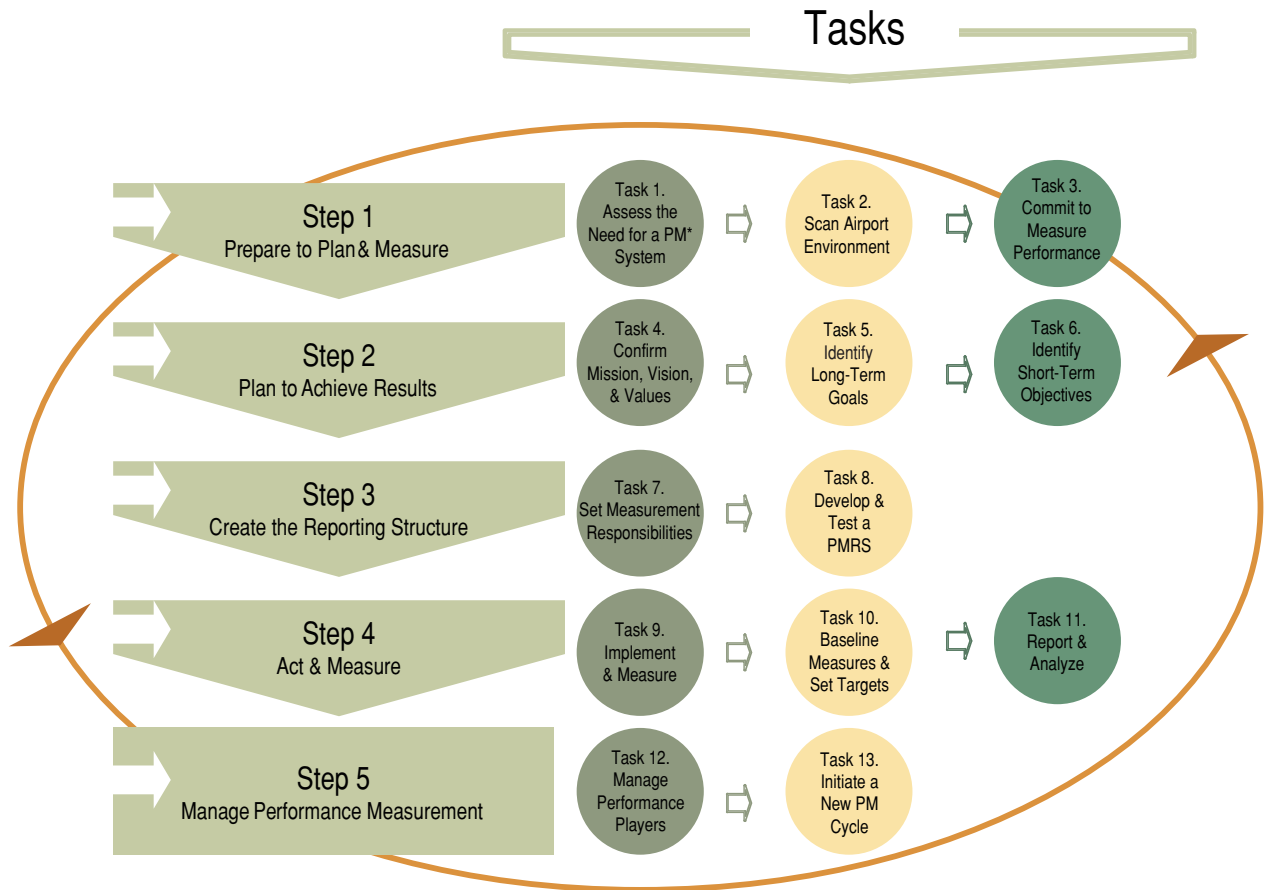 Tasks
Step 1
Prepare to Plan & Measure
Task 1.
Assess the
Need for a PM*
System
Task 2.
Scan Airport
Environment
Task 3.
Commit to
Measure
Performance
Step 2
Plan to Achieve Results
Task 4.
Confirm
Mission, Vision,
& Values
Task 5.
Identify
Long-Term
Goals
Task 6.
Identify
Short-Term
Objectives
Step 3
Create the Reporting Structure
Task 7.
Set Measurement
Responsibilities
Task 8.
Develop &
Test a
PMRS
Step 4
Act & Measure
Task 9.
Implement
& Measure
Task 10.
Baseline
Measures &
Set Targets
Task 11.
Report &
Analyze
Step 5
Manage Performance Measurement
Task 12.
Manage
Performance
Players
Task 13.
Initiate a
New PM
Cycle